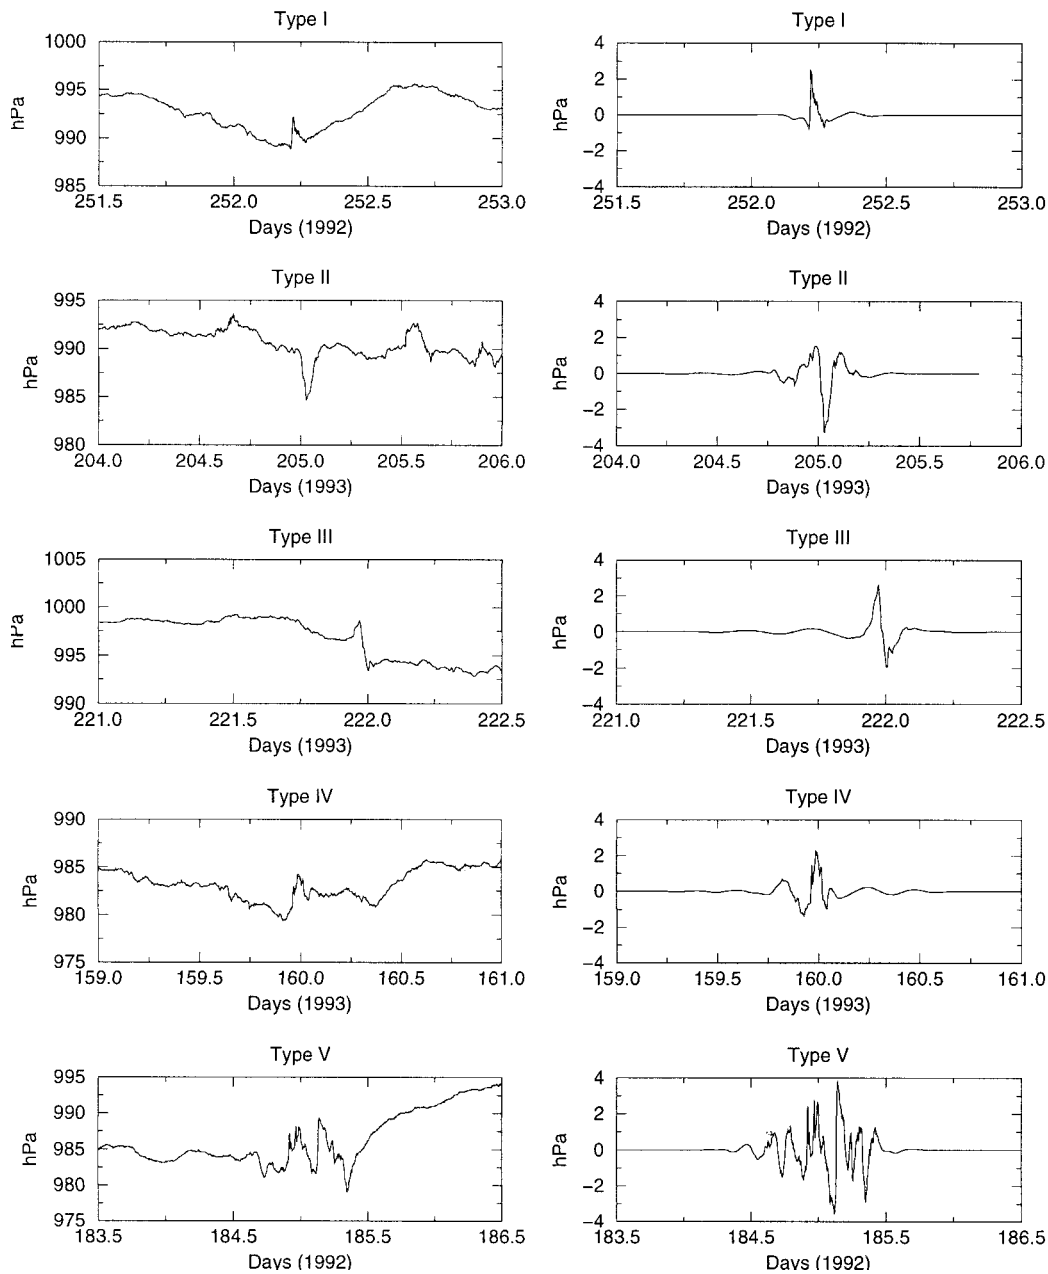 Type I Type I
1000 4
995 2
hPa hPa
990 0
−2
985 −4
251.5 252.0 252.5 253.0 251.5 252.0 252.5 253.0
Days (1992) Days (1992)
Type II Type II
995 4
990 2
hPa hPa
0
985 −2
980 −4
204.0 204.5 205.0 205.5 206.0 204.0 204.5 205.0 205.5 206.0
Days (1993) Days (1993)
Type III Type III
1005 4
1000 2
hPa hPa
0
995 −2
990 −4
221.0 221.5 222.0 222.5 221.0 221.5 222.0 222.5
Days (1993) Days (1993)
Type IV Type IV
990 4
985 2
hPa hPa
0
980 −2
975 −4
159.0 159.5 160.0 160.5 161.0 159.0 159.5 160.0 160.5 161.0
Days (1993) Days (1993)
Type V Type V
995 4
990 2
hPa hPa
985 0
980 −2
975 −4
183.5 184.5 185.5 186.5 183.5 184.5 185.5 186.5
Days (1992) Days (1992)